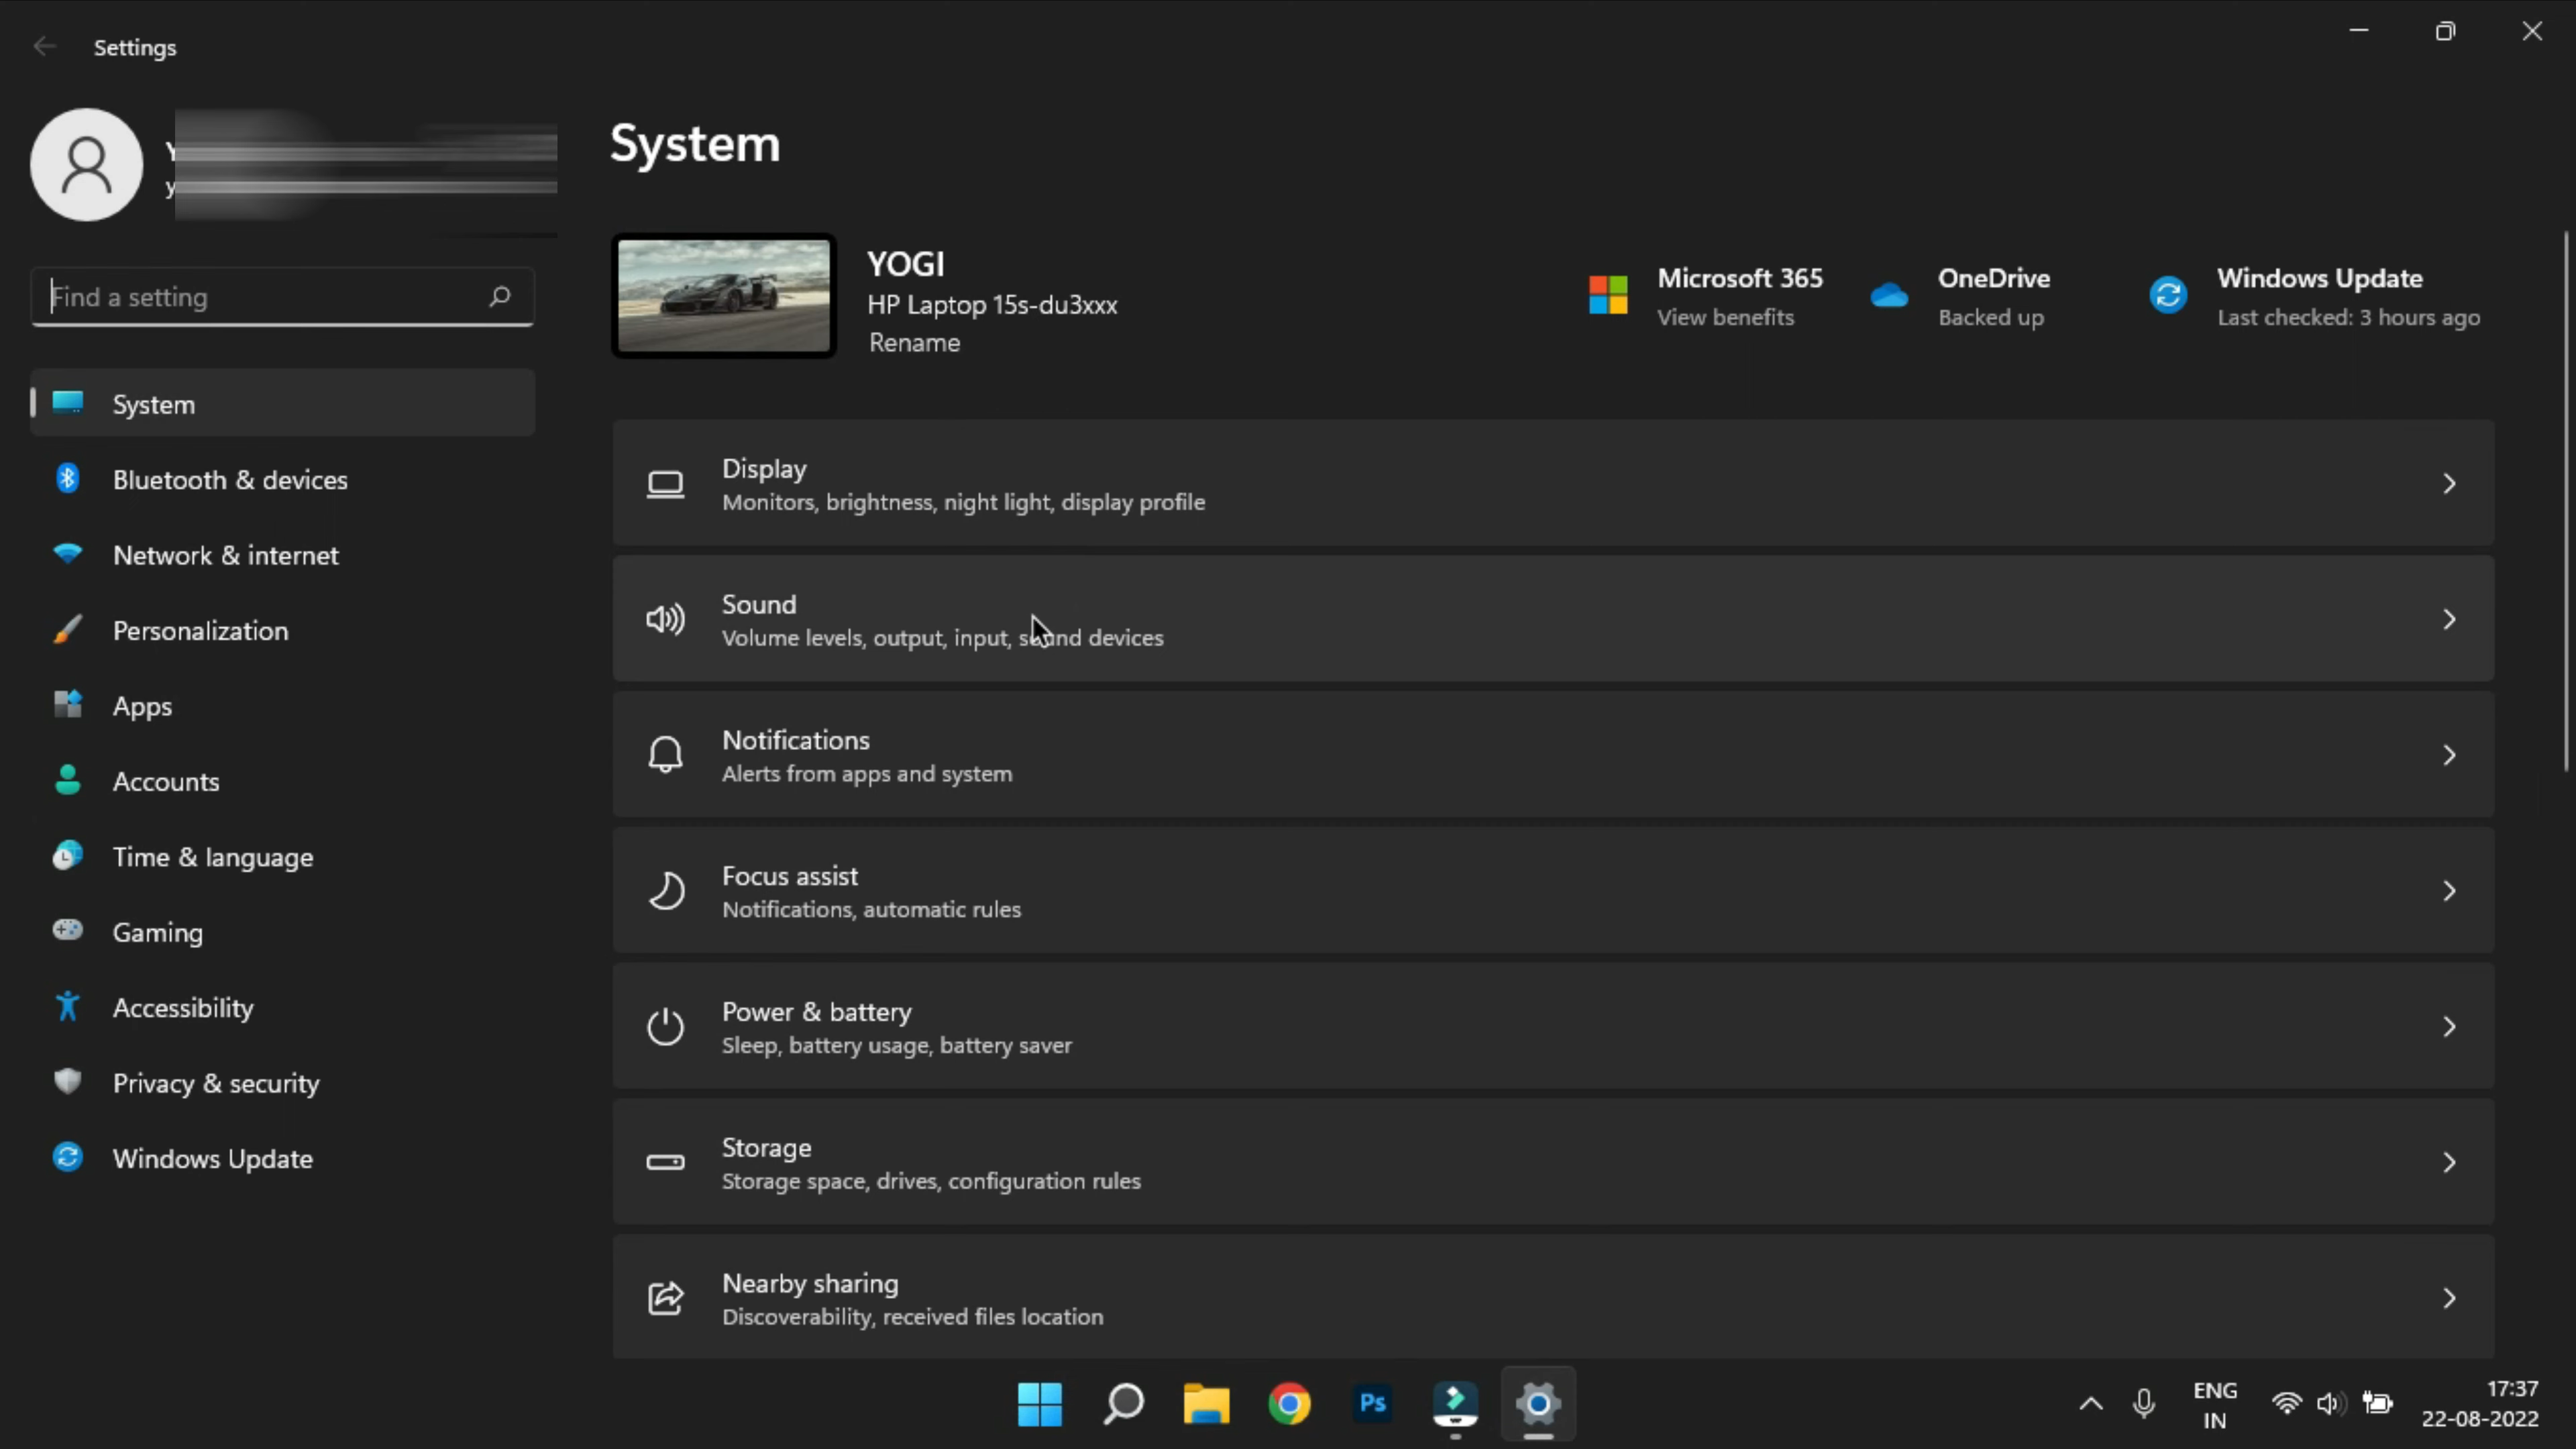 Settings
Find a setting
System
Bluetooth & devices
Network & internet
Personalization
Apps
Accounts
Time & language
Gaming
Accessibility
Privacy & security
Windows Update
System
YOGI
HP Laptop 15s-du3xxx
Rename
Microsoft 365
View benefits
OneDrive
Backed up
Windows Update
Last checked: 3 hours ago
Display
Monitors, brightness, night light, display profile
Sound
Volume levels, output, input, sound devices
Notifications
Alerts from apps and system
Focus assist
Notifications, automatic rules
Power & battery
Sleep, battery usage, battery saver
Storage
Storage space, drives, configuration rules
Nearby sharing
Discoverability, received files location
Ps
ENG
IN
17:37
22-08-2022